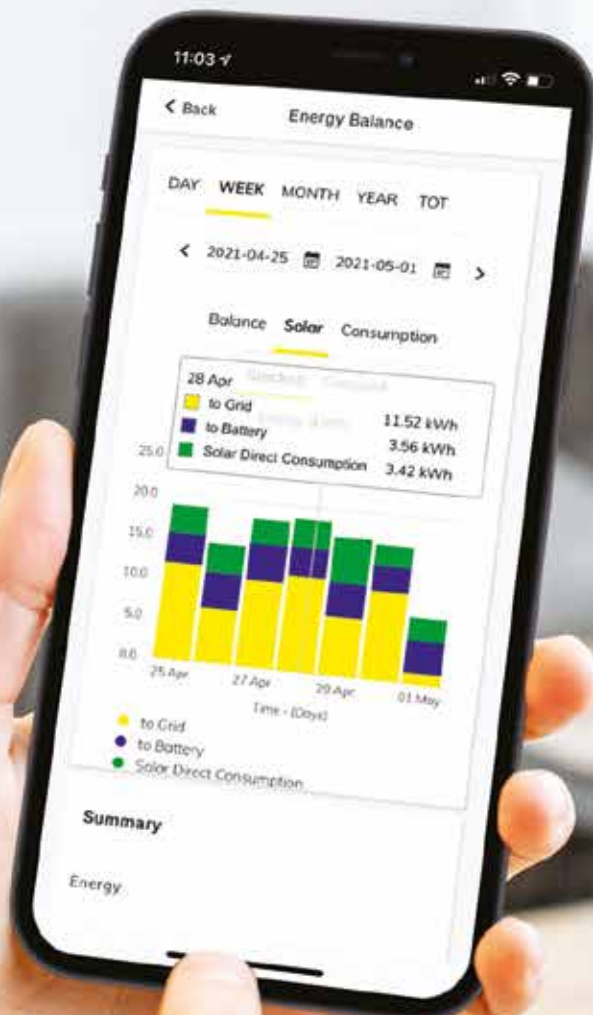 11:03
Back Energy Balance
DAY WEEK MONTH YEAR TOT
2021-04-25 2021-05-01
Balance Solar Consumption
28 Apr
to Grid 11.52 kWh
to Battery 3.56 kWh
Solar Direct Consumption 3.42 kWh
25.0
20.0
15.0
10.0
5.0
0.0
25 Apr 27 Apr 29 Apr 01 May
Time - [Days]
to Grid
to Battery
Solar Direct Consumption
Summary
Energy